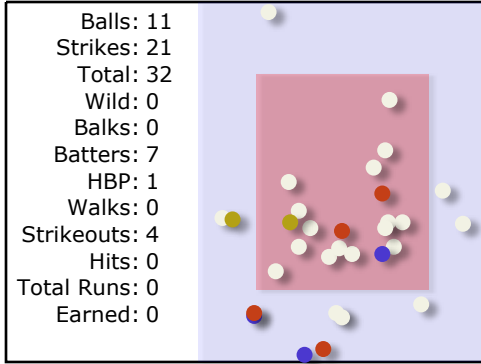 Balls: 11
Strikes: 21
Total: 32
Wild: 0
Balks: 0
Batters: 7
HBP: 1
Walks: 0
Strikeouts: 4
Hits: 0
Total Runs: 0
Earned: 0